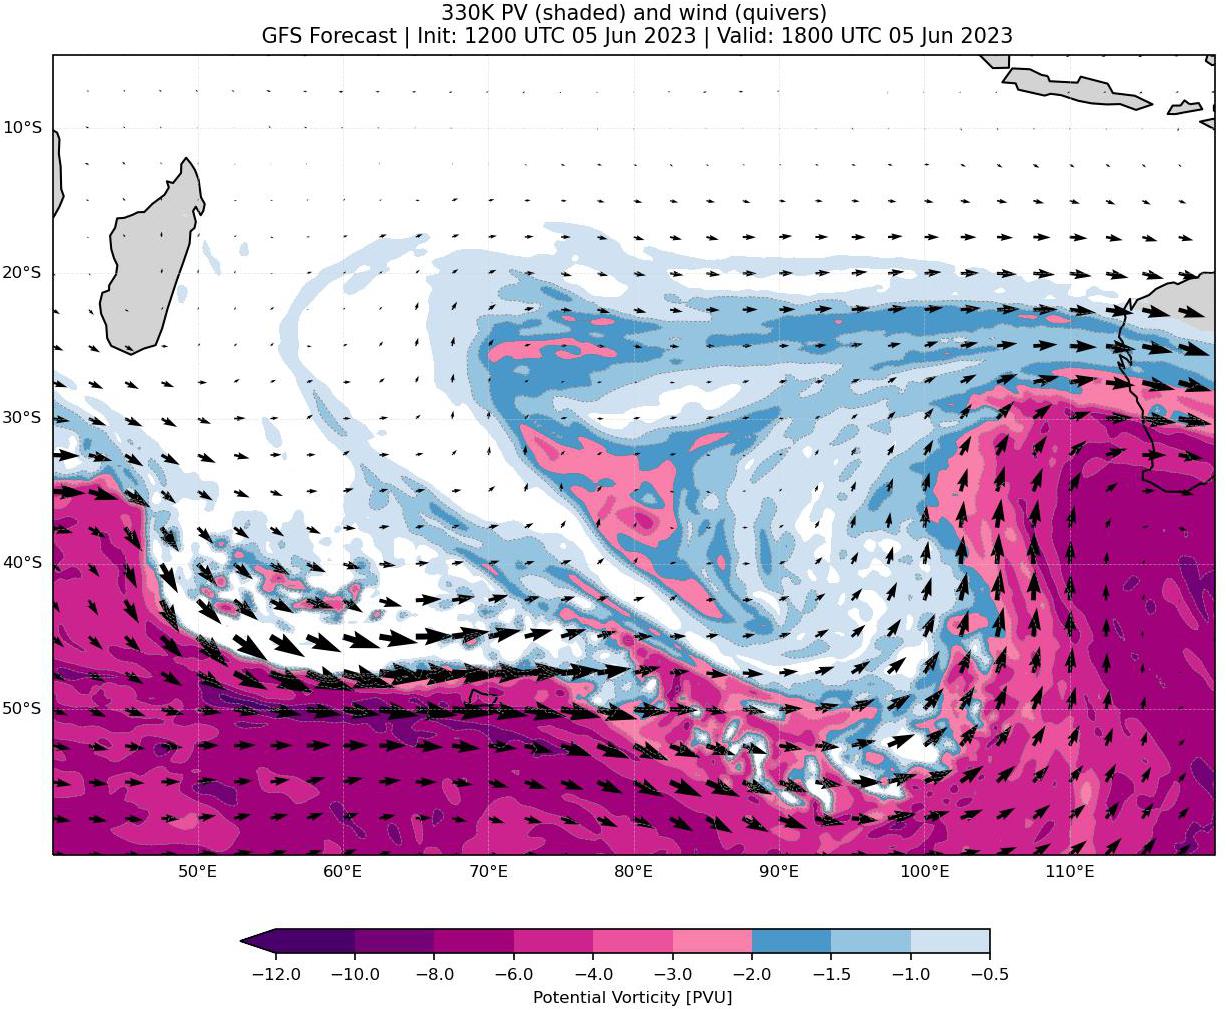 330K PV (shaded) and wind (quivers)
GFS Forecast | Init: 1200 UTC 05 Jun 2023 | Valid: 1800 UTC 05 Jun 2023
10°S
20°S
30°S
40°S
50°S
50°E 60°E 70°E 80°E 90°E 100°E 110°E
−12.0 −10.0 −8.0 −6.0 −4.0 −3.0 −2.0 −1.5 −1.0 −0.5
Potential Vorticity [PVU]